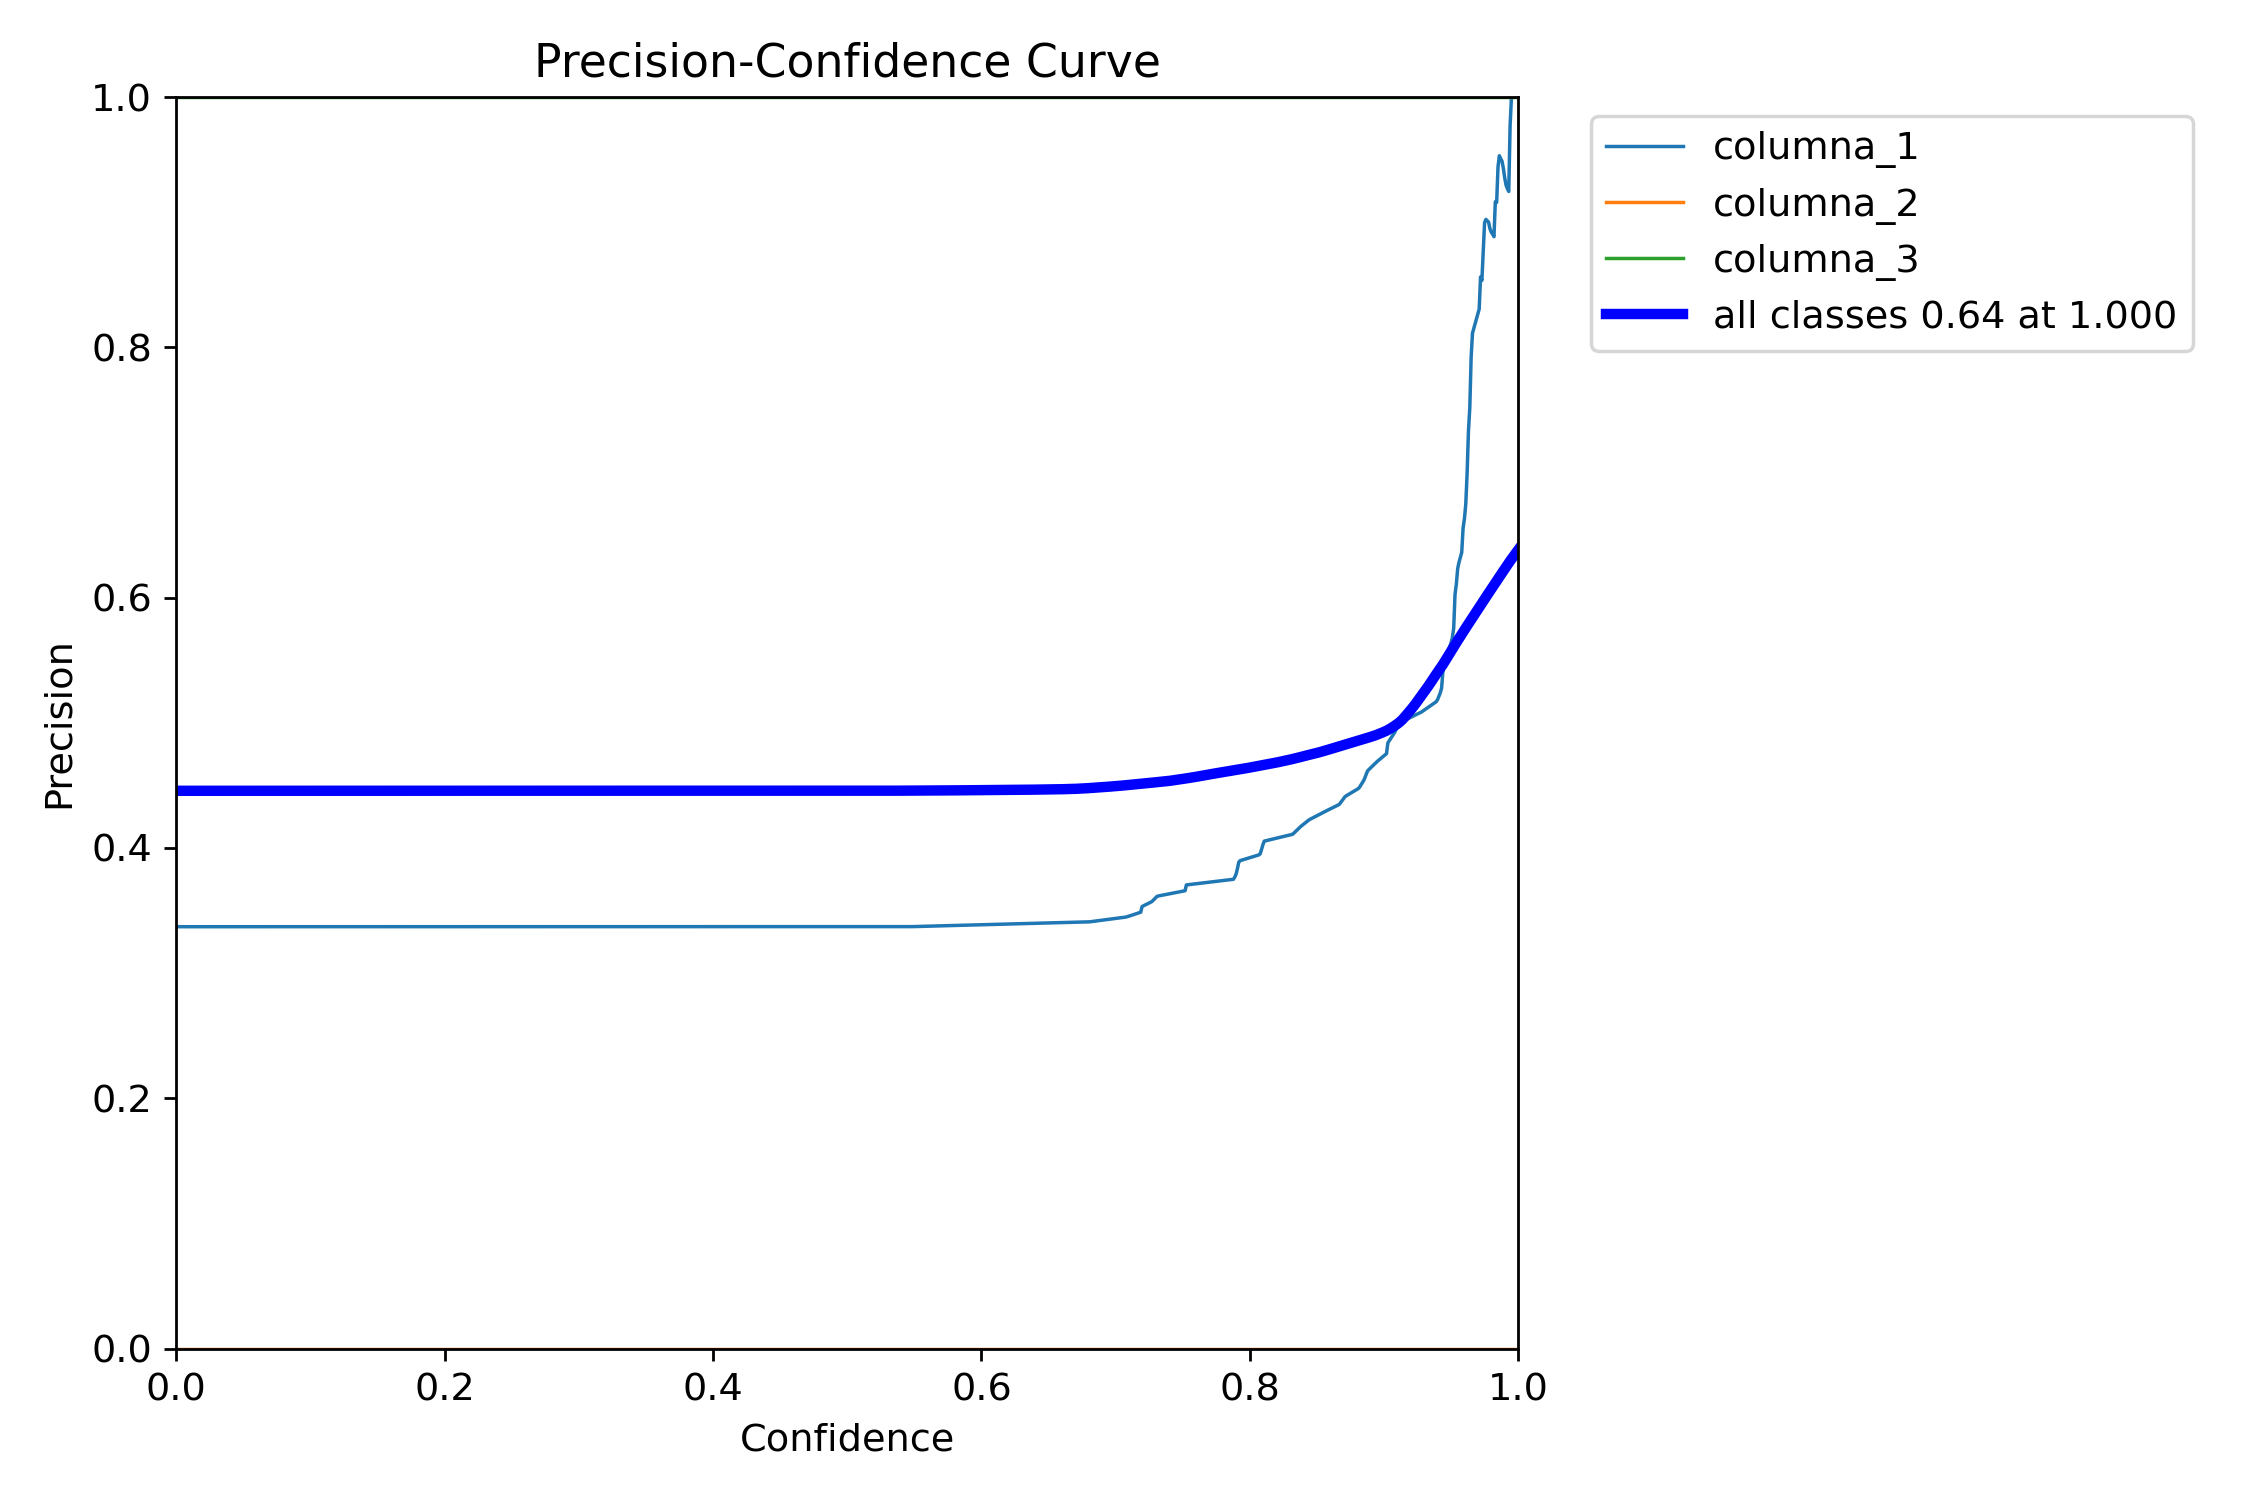 Precision-Confidence Curve
1.0
0.8
0.6
0.4
0.2
0.0
Precision
0.0 0.2 0.4 0.6 0.8 1.0
Confidence
columna_1
columna_2
columna_3
all classes 0.64 at 1.000